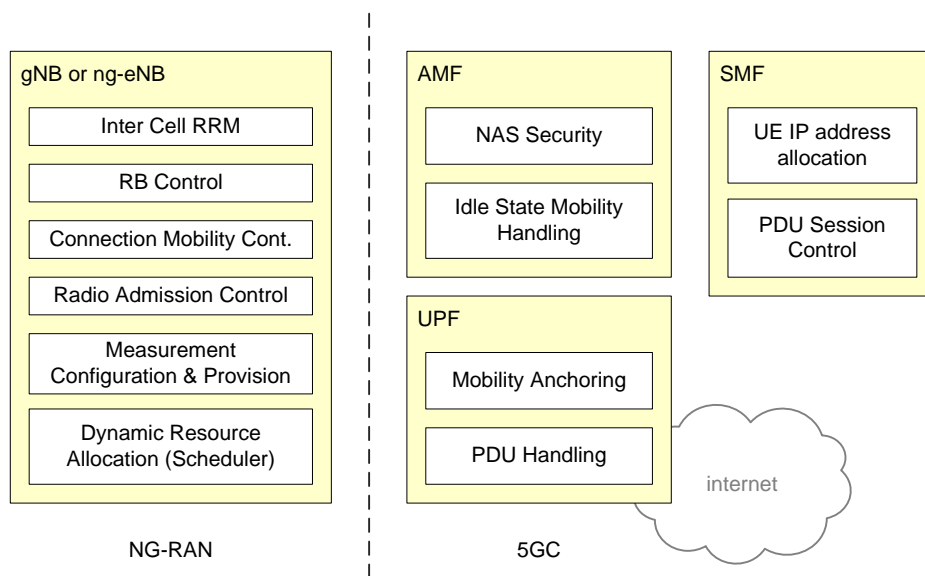 gNB or ng-eNB
Inter Cell RRM
RB Control
Connection Mobility Cont.
Radio Admission Control
Measurement
Configuration & Provision
Dynamic Resource
Allocation (Scheduler)
NG-RAN
AMF
NAS Security
Idle State Mobility
Handling
SMF
UE IP address
allocation
PDU Session
Control
UPF
Mobility Anchoring
PDU Handling
internet
5GC